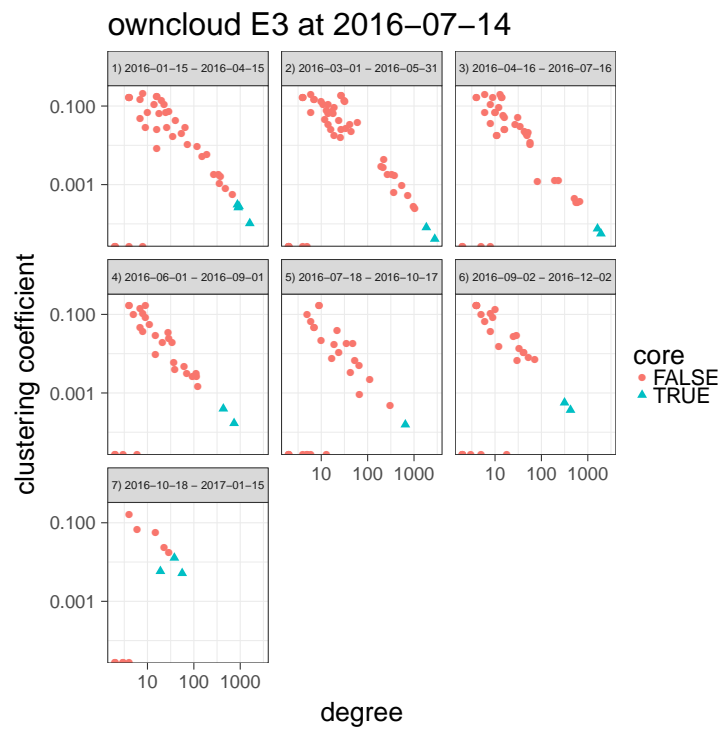 owncloud E3 at 2016−07−14
1) 2016−01−15 − 2016−04−15
2) 2016−03−01 − 2016−05−31
3) 2016−04−16 − 2016−07−16
0.100
0.001
4) 2016−06−01 − 2016−09−01
5) 2016−07−18 − 2016−10−17
6) 2016−09−02 − 2016−12−02
0.100
0.001
10 100 1000
10 100 1000
7) 2016−10−18 − 2017−01−15
0.100
0.001
10 100 1000
degree
clustering coefficient
core
FALSE
TRUE